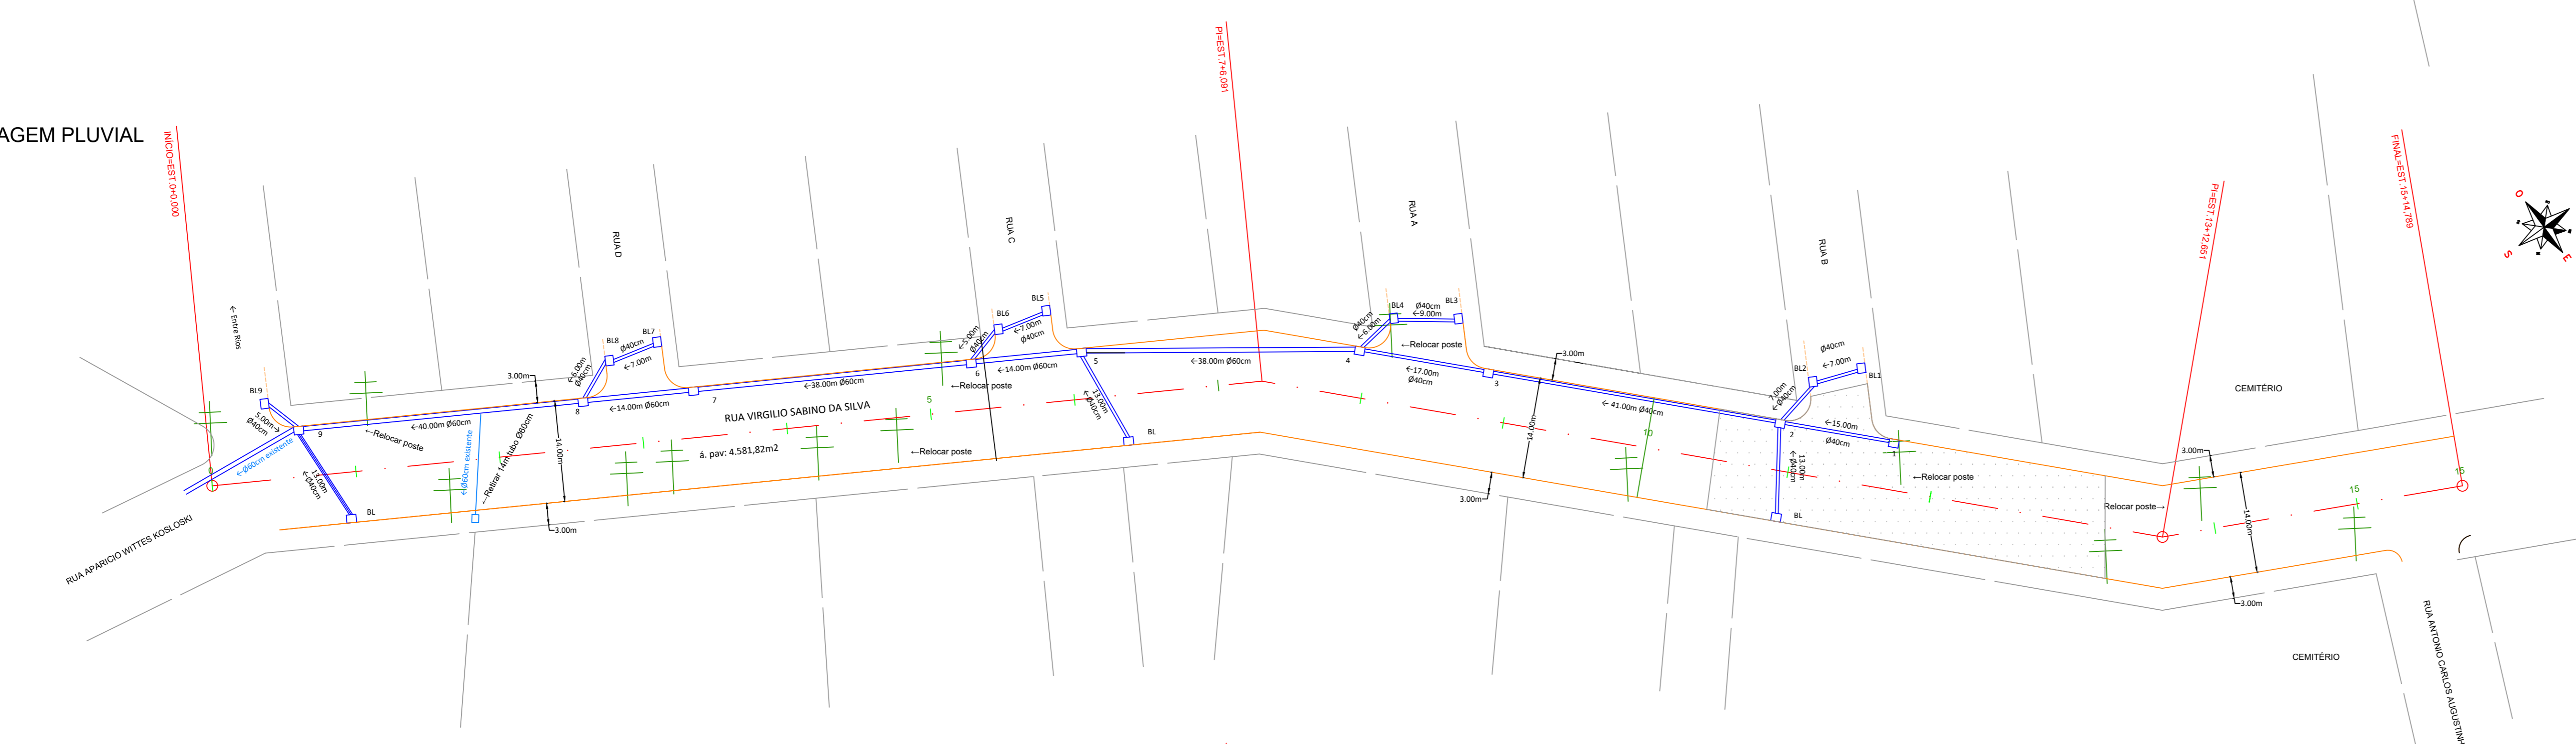 AGEM PLUVIAL
INÍCIO=EST.0+0,000
PI=EST.7+6,091
PI=EST.13+12,651
FINAL=EST.15+14,789
O
S
E
← Entre Rios
RUA D
RUA C
RUA A
RUA B
CEMITÉRIO
BL9
5.00m→
Ø40cm
9
←Ø60cm existente
0
13.00m
←Ø40cm
BL
←40.00m Ø60cm
←Relocar poste
←Ø60cm existente
←Retirar 14m tubo Ø60cm
3.00m
14.00m
3.00m
BL8
Ø40cm
←7.00m
BL7
←6.00m
Ø40cm
8
←14.00m Ø60cm
7
←38.00m Ø60cm
RUA VIRGILIO SABINO DA SILVA
á. pav: 4.581,82m2
5
←Relocar poste
←Relocar poste
BL6
BL5
←7.00m
Ø40cm
←5.00m
Ø40cm
6
←14.00m Ø60cm
5
13.00m
←Ø40cm
BL
←38.00m Ø60cm
4
BL4
Ø40cm
←9.00m
BL3
Ø40cm
←6.00m
←Relocar poste
←17.00m
Ø40cm
3
3.00m
14.00m
3.00m
← 41.00m Ø40cm
10
BL2
Ø40cm
←7.00m
BL1
7.00m
←Ø40cm
2
←15.00m
Ø40cm
1
13.00m
←Ø40cm
BL
←Relocar poste
Relocar poste→
3.00m
14.00m
3.00m
15
15
CEMITÉRIO
RUA APARICIO WITTES KOSLOSKI
RUA ANTONIO CARLOS AUGUSTINH